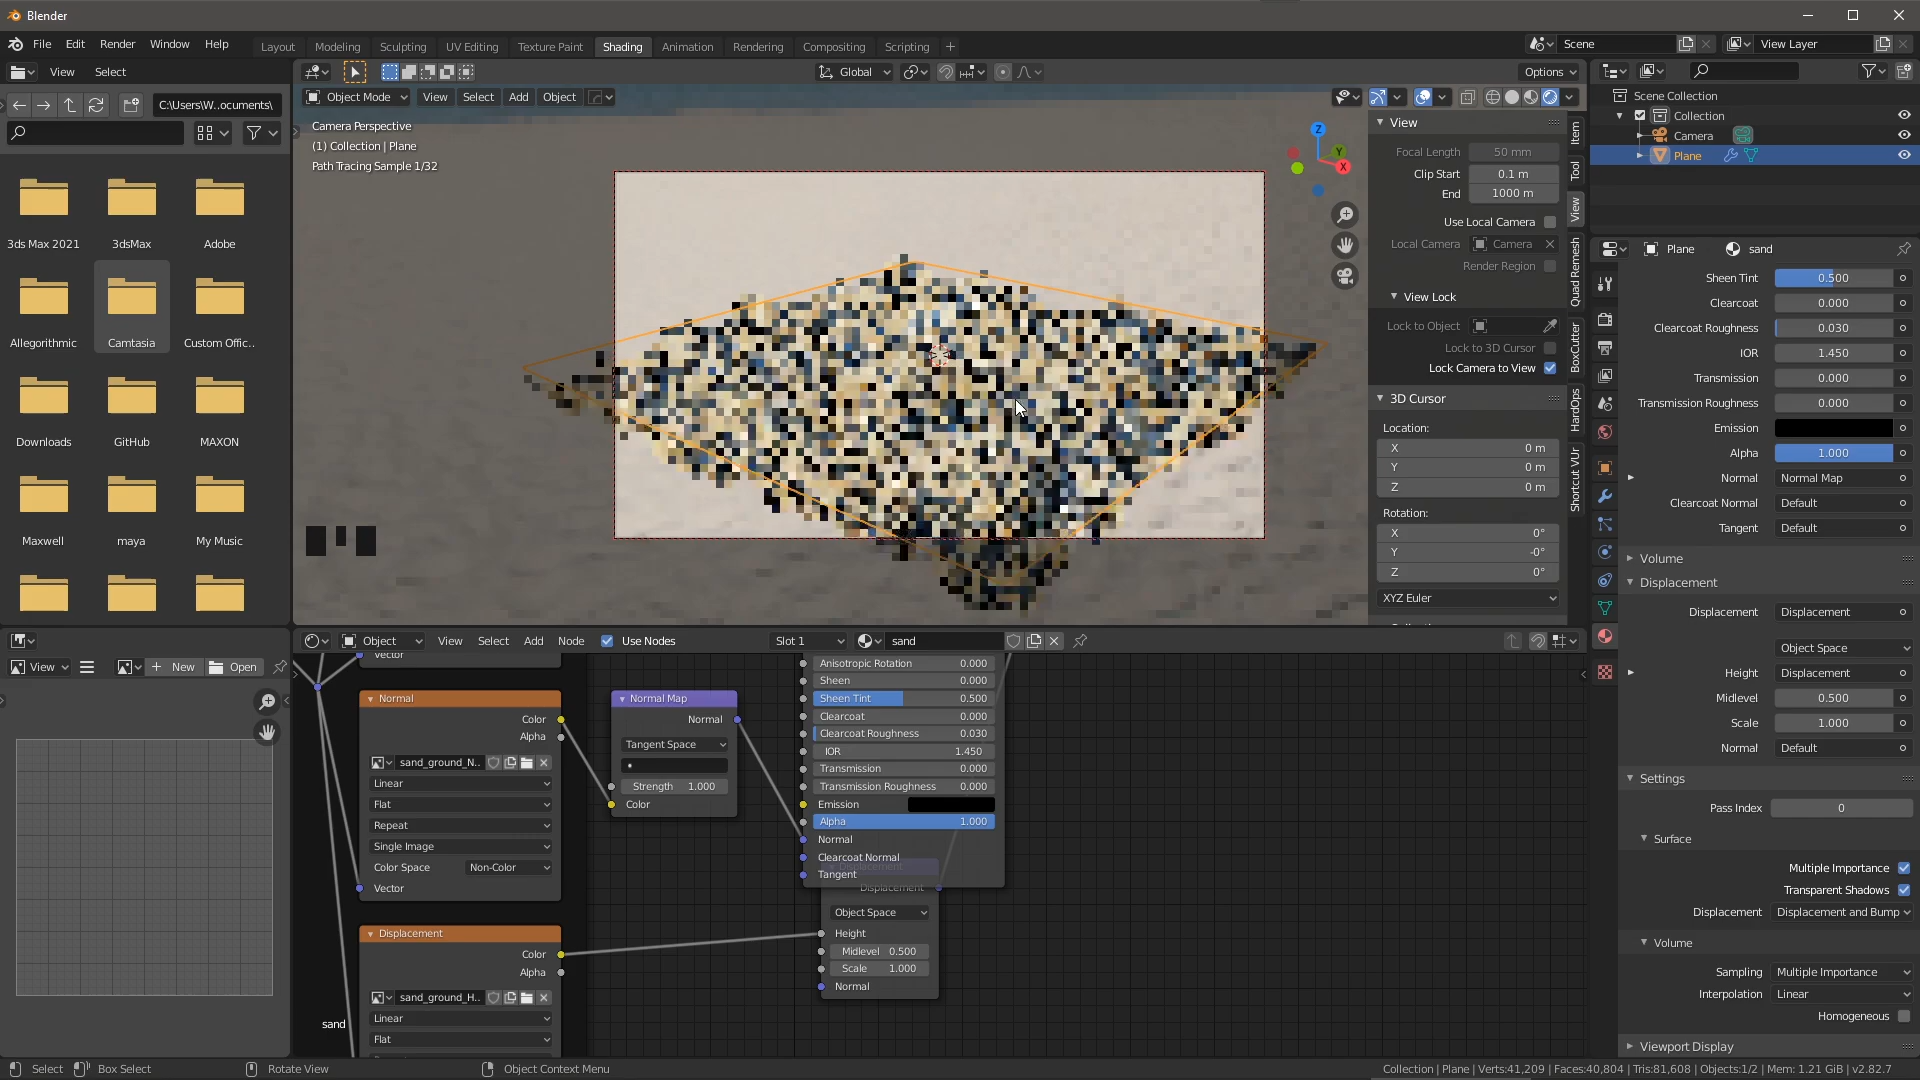 Blender
File Edit Render Window Help
Layout Modeling Sculpting UV Editing Texture Paint Shading Animation Rendering Compositing Scripting +
Scene
View Layer
View Select
Global
Options
C:\Users\W..ocuments\
Object Mode View Select Add Object
Camera Perspective
(1) Collection | Plane
Path Tracing Sample 1/32
3ds Max 2021 3dsMax Adobe
Allegorithmic Camtasia Custom Offic..
Downloads GitHub MAXON
Maxwell maya My Music
Z
Y
X
View
Focal Length 50 mm
Clip Start 0.1 m
End 1000 m
Use Local Camera
Local Camera Camera
Render Region
View Lock
Lock to Object
Lock to 3D Cursor
Lock Camera to View
3D Cursor
Location:
X 0 m
Y 0 m
Z 0 m
Rotation:
X 0°
Y -0°
Z 0°
XYZ Euler
Item
Tool
View
Quad Remesh
BoxCutter
HardOps
Shortcut VUr
Scene Collection
Collection
Camera
Plane
Plane sand
Sheen Tint 0.500
Clearcoat 0.000
Clearcoat Roughness 0.030
IOR 1.450
Transmission 0.000
Transmission Roughness 0.000
Emission
Alpha 1.000
Normal Normal Map
Clearcoat Normal Default
Tangent Default
Volume
Displacement
Displacement Displacement
Object Space
Height Displacement
Midlevel 0.500
Scale 1.000
Normal Default
Settings
Pass Index 0
Surface
Multiple Importance
Transparent Shadows
Displacement Displacement and Bump
Volume
Sampling Multiple Importance
Interpolation Linear
Homogeneous
Viewport Display
View New Open
Object View Select Add Node Use Nodes Slot 1 sand
Vector
Normal
Color
Alpha
sand_ground_N..
Linear
Flat
Repeat
Single Image
Color Space Non-Color
Vector
Displacement
Color
Alpha
sand_ground_H..
Linear
Flat
sand
Normal Map
Normal
Tangent Space
Strength 1.000
Color
Anisotropic Rotation 0.000
Sheen 0.000
Sheen Tint 0.500
Clearcoat 0.000
Clearcoat Roughness 0.030
IOR 1.450
Transmission 0.000
Transmission Roughness 0.000
Emission
Alpha 1.000
Normal
Clearcoat Normal
Displacement
Tangent
Displacement
Object Space
Height
Midlevel 0.500
Scale 1.000
Normal
Select Box Select Rotate View Object Context Menu
Collection | Plane | Verts:41,209 | Faces:40,804 | Tris:81,608 | Objects:1/2 | Mem: 1.21 GiB | v2.82.7